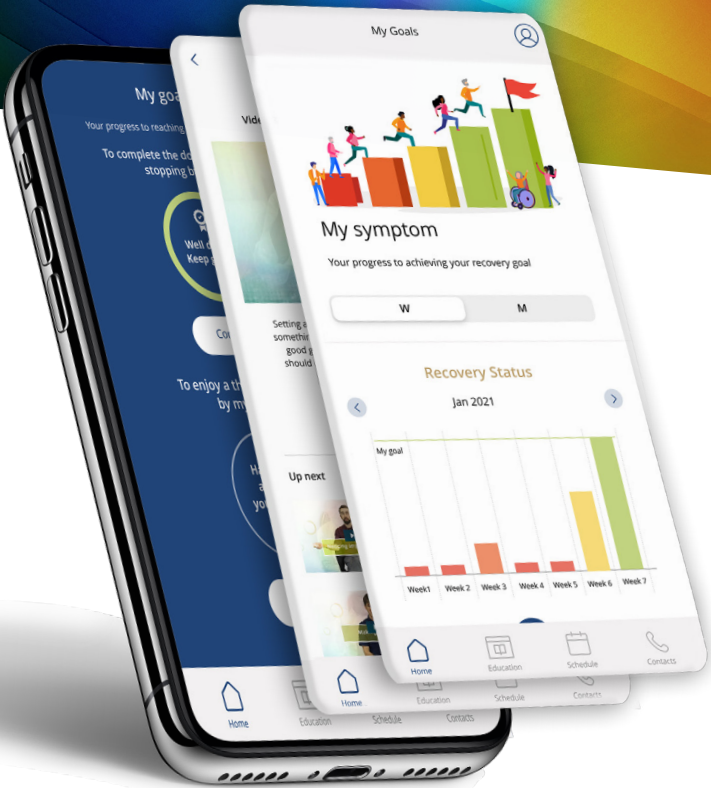 My Goals
My symptom
Your progress to achieving your recovery goal
W
M
Recovery Status
Jan 2021
My goal
Week1
Week 2
Week 3
Week 4
Week 5
Week 6
Week 7
Home
Education
Schedule
Contacts
Setting
good
should
Up next
Home
Education
Schedule
Contacts
My
Your progress to reaching
To complete the
stopping
Well
Keep
To enjoy a
by
Home
Education
Schedule
Contacts